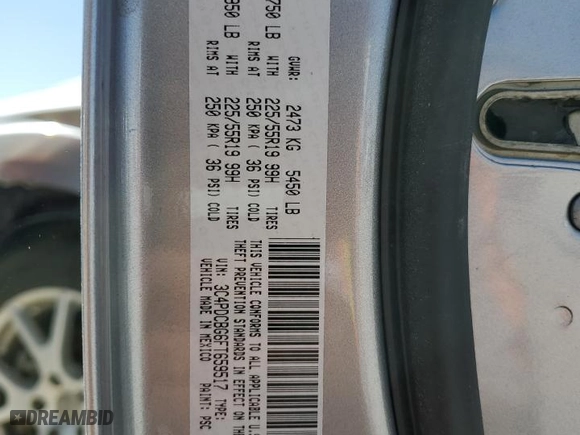 GVWR: 2473 KG 5450 LB
750 LB WITH 225/55R19 99H TIRES
RIMS AT 250 KPA ( 36 PSI) COLD
950 LB WITH 225/55R19 99H TIRES
RIMS AT 250 KPA ( 36 PSI) COLD
THIS VEHICLE CONFORMS TO ALL APPLICABLE U.S.
THEFT PREVENTION STANDARDS IN EFFECT ON THE
VIN: 3C4PDCBG6FT659517 TYPE:
VEHICLE MADE IN MEXICO PAINT: PSC
DREAMBID